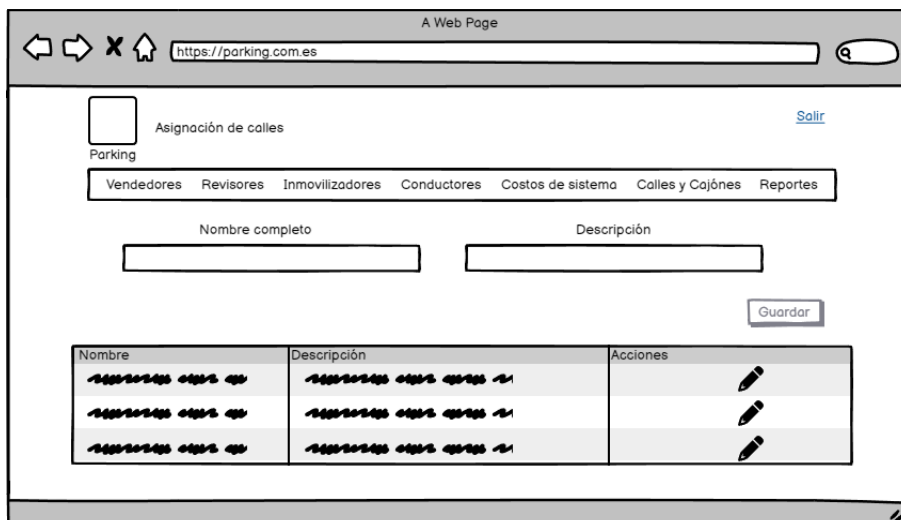 A Web Page
https://parking.com.es
Asignación de calles
Salir
Parking
Vendedores Revisores Inmovilizadores Conductores Costos de sistema Calles y Cajónes Reportes
Nombre completo Descripción
Guardar
Nombre Descripción Acciones